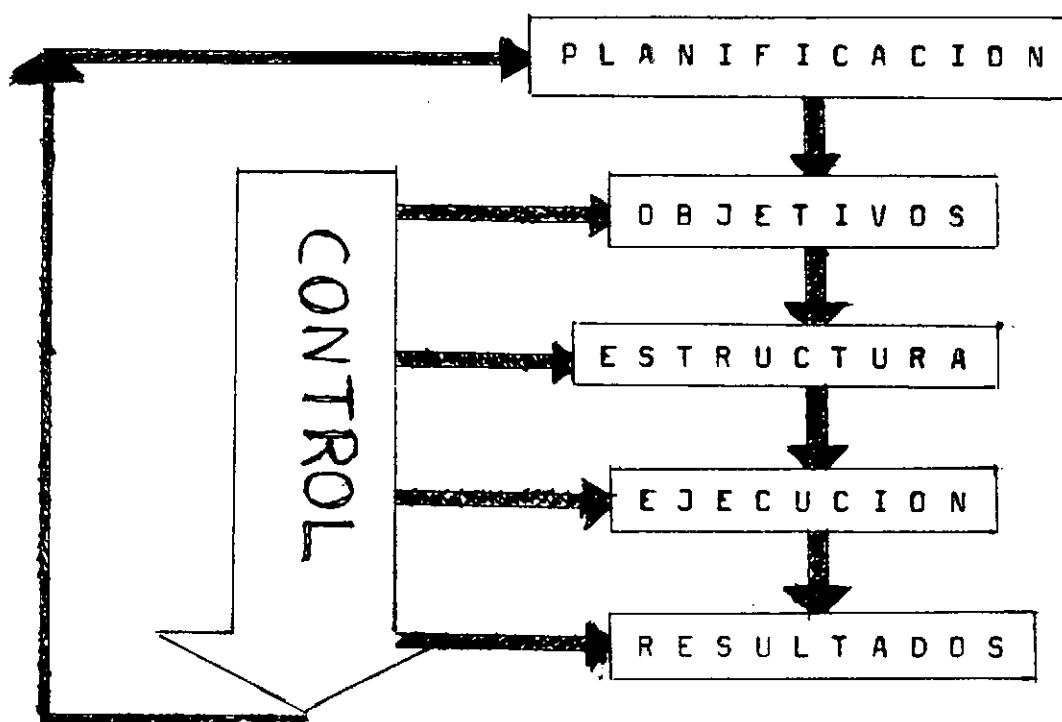 PLANIFICACION
OBJETIVOS
CONTROL
ESTRUCTURA
EJECUCION
RESULTADOS